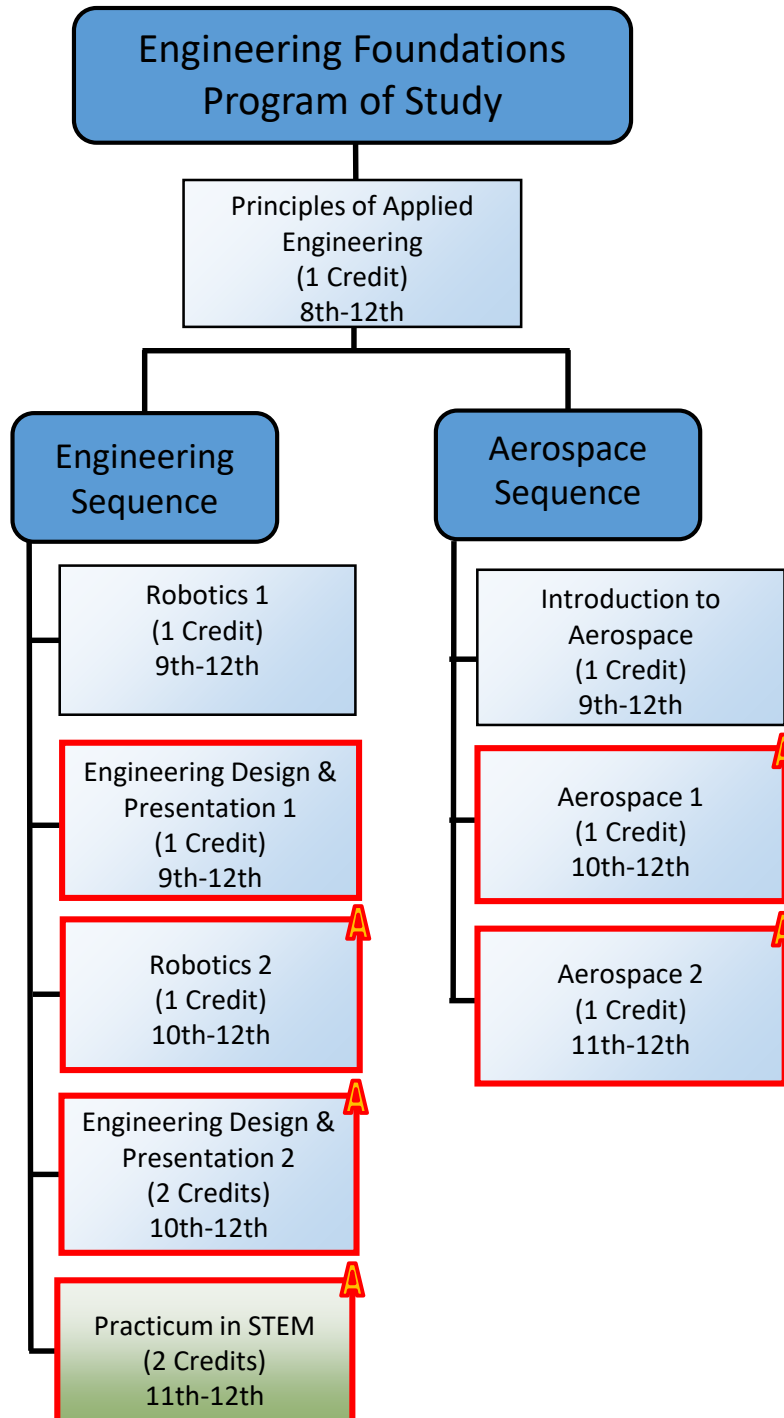 Engineering Foundations
Program of Study
Principles of Applied
Engineering
(1 Credit)
8th-12th
Engineering
Sequence
Robotics 1
(1 Credit)
9th-12th
Engineering Design &
Presentation 1
(1 Credit)
9th-12th
A
Robotics 2
(1 Credit)
10th-12th
A
Engineering Design &
Presentation 2
(2 Credits)
10th-12th
A
Practicum in STEM
(2 Credits)
11th-12th
Aerospace
Sequence
Introduction to
Aerospace
(1 Credit)
9th-12th
A
Aerospace 1
(1 Credit)
10th-12th
A
Aerospace 2
(1 Credit)
11th-12th